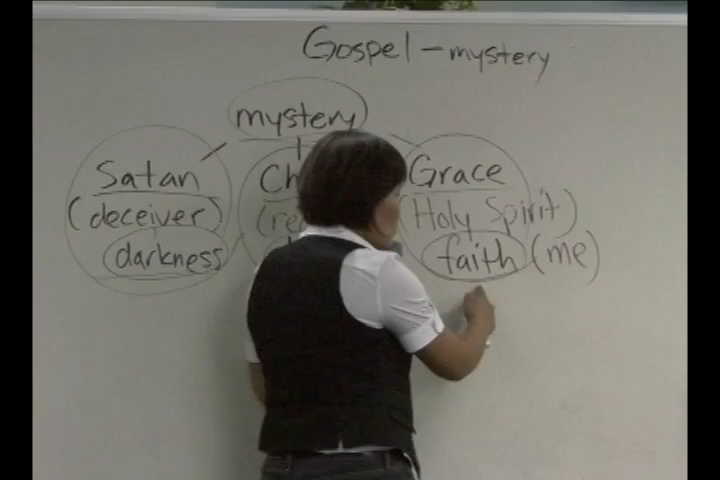 Gospel - mystery
mystery
Satan Grace
(deceiver) (Holy Spirit)
darkness faith (me)